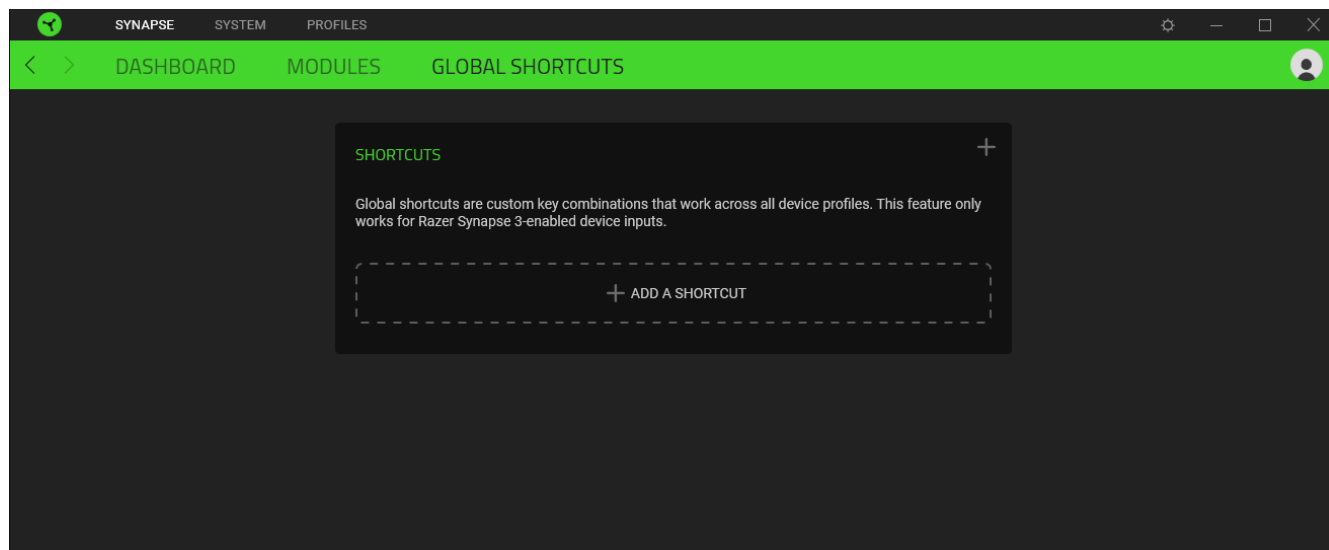 SYNAPSE SYSTEM PROFILES
DASHBOARD MODULES GLOBAL SHORTCUTS
SHORTCUTS
Global shortcuts are custom key combinations that work across all device profiles. This feature only
works for Razer Synapse 3-enabled device inputs.
ADD A SHORTCUT